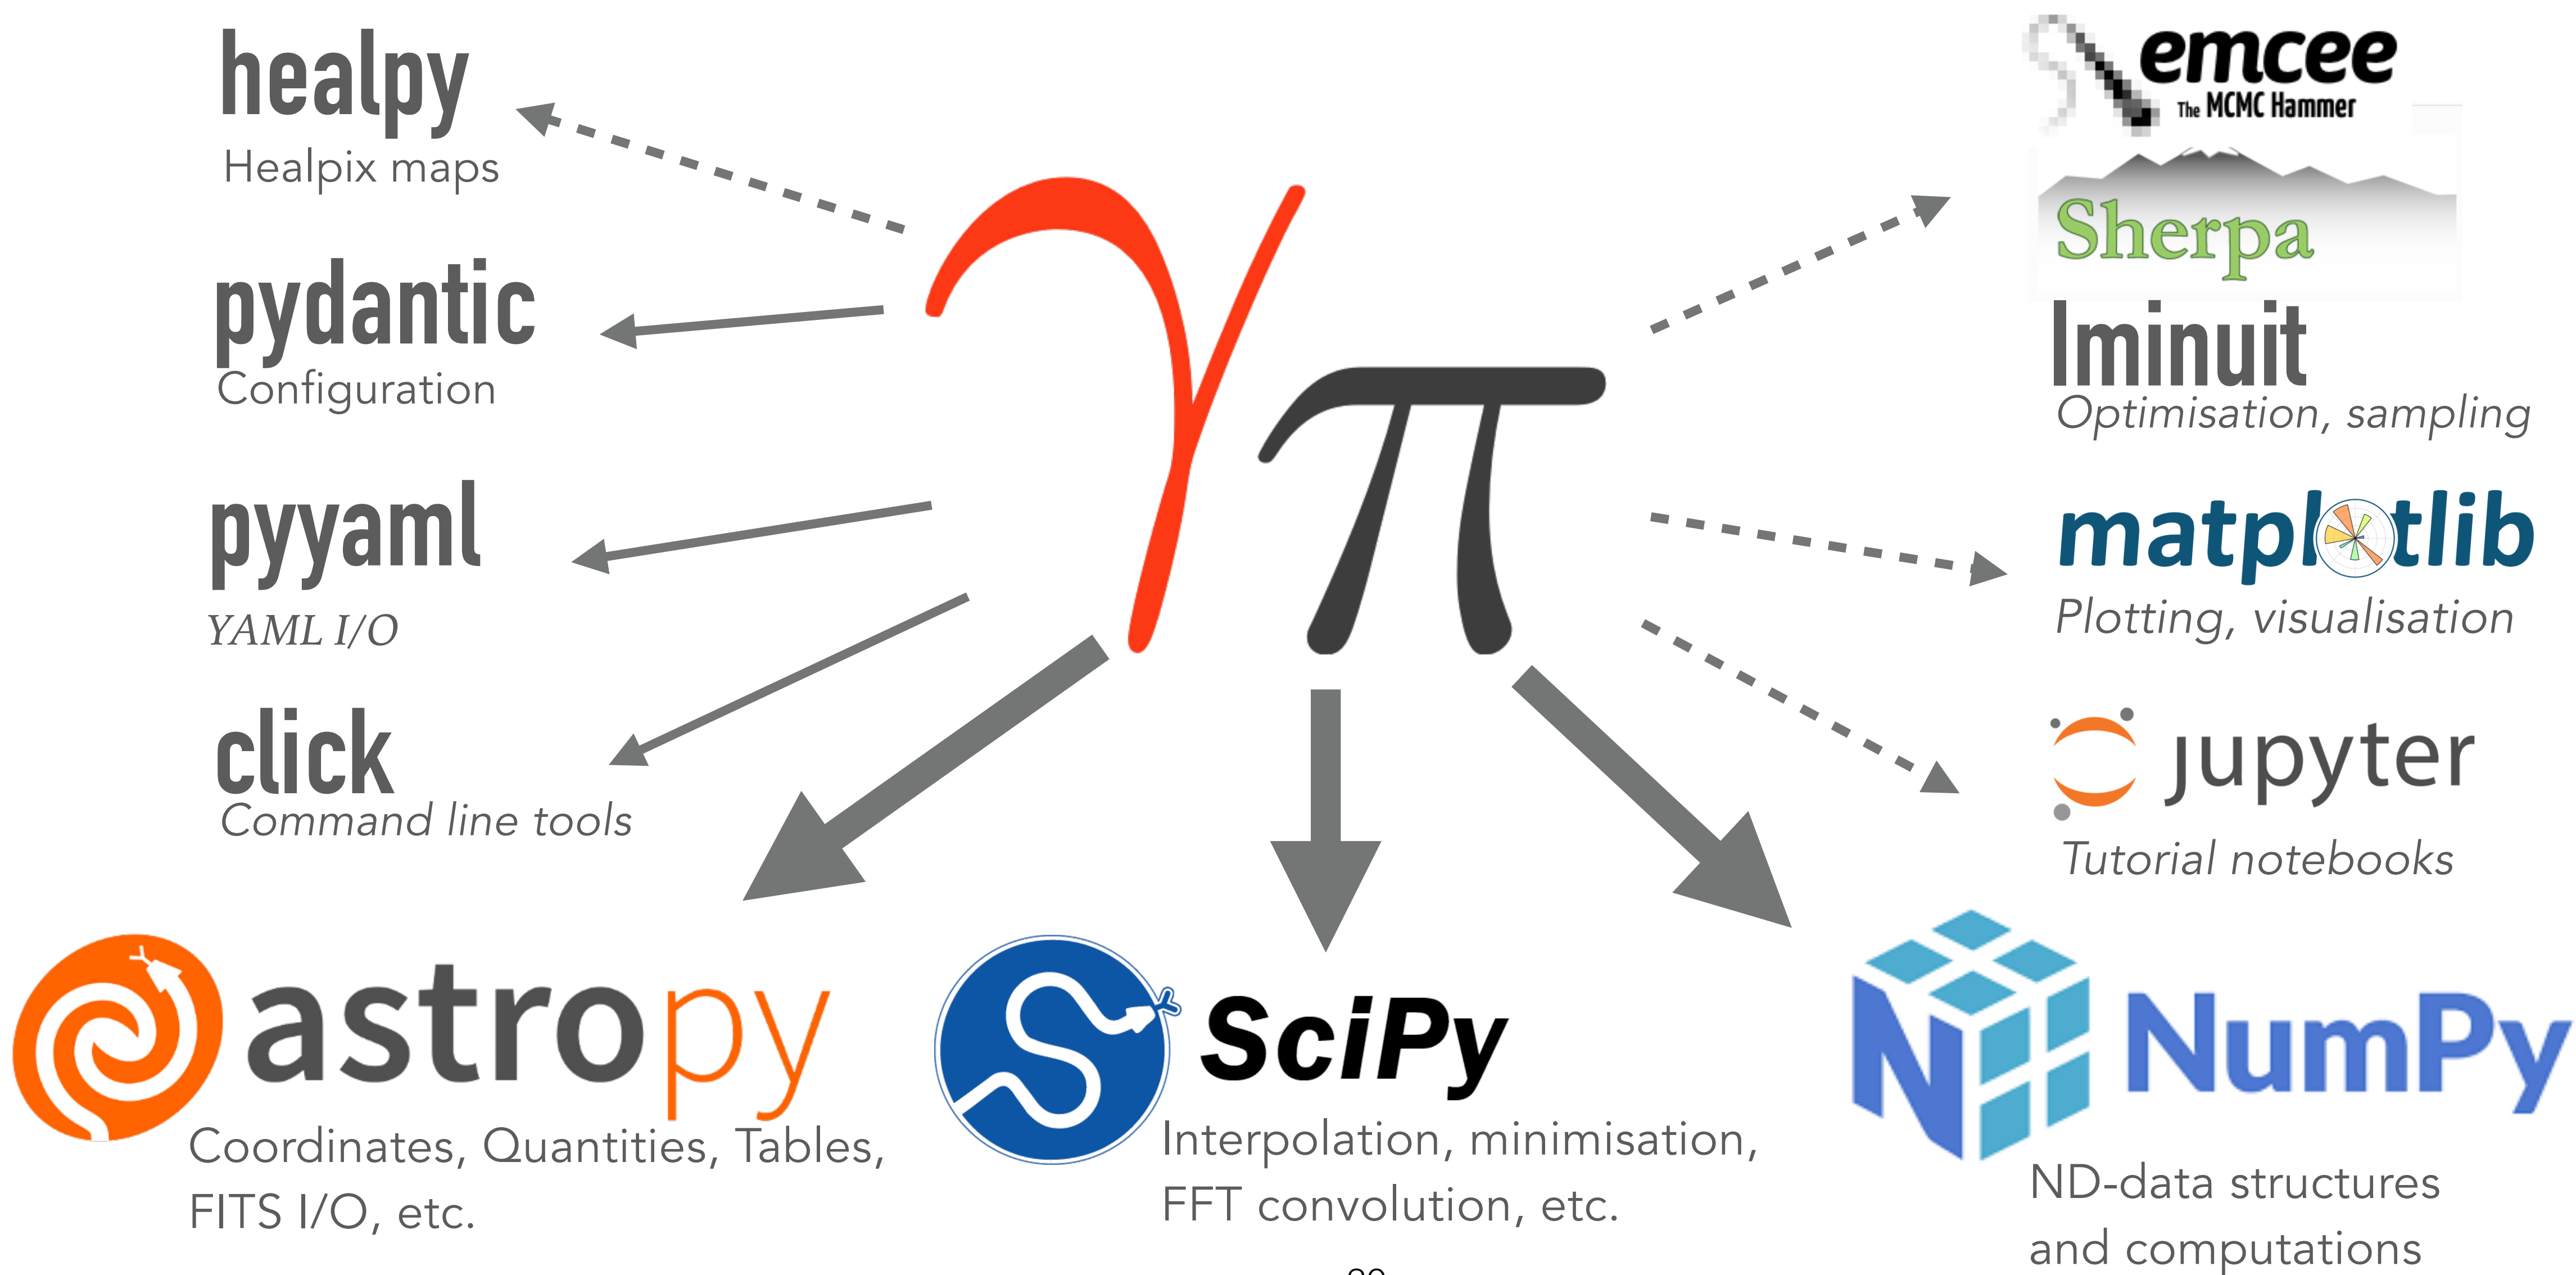 healpy
Healpix maps
pydantic
Configuration
pyyaml
YAML I/O
click
Command line tools
γπ
emcee
The MCMC Hammer
Sherpa
Iminuit
Optimisation, sampling
matplotlib
Plotting, visualisation
jupyter
Tutorial notebooks
astropy
Coordinates, Quantities, Tables,
FITS I/O, etc.
SciPy
Interpolation, minimisation,
FFT convolution, etc.
N NumPy
ND-data structures
and computations